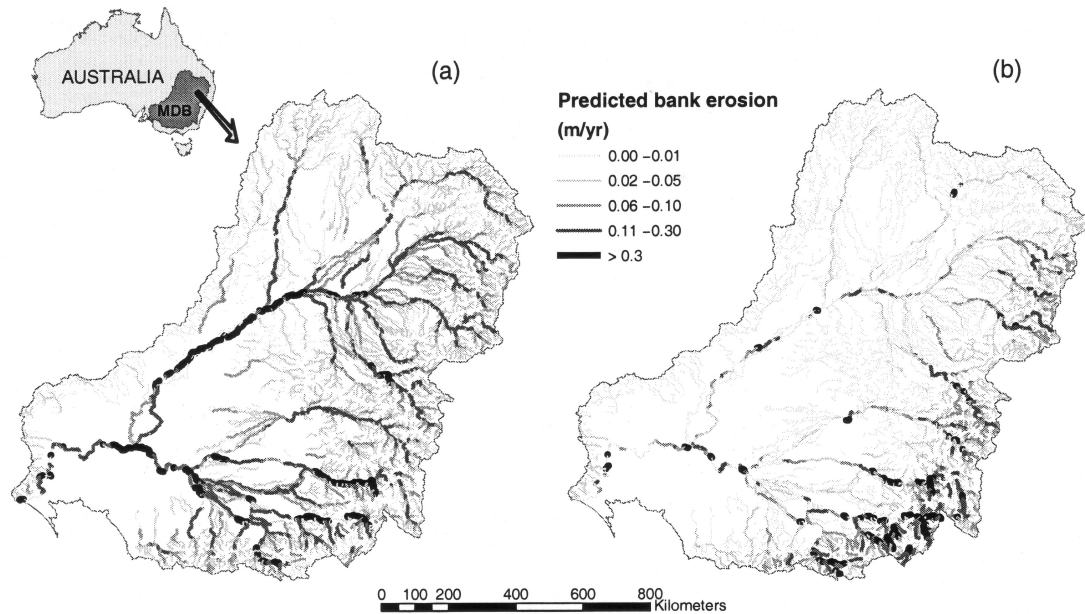 AUSTRALIA
MDB
(a)
(b)
Predicted bank erosion
(m/yr)
0.00 –0.01
0.02 –0.05
0.06 –0.10
0.11 –0.30
> 0.3
0 100 200 400 600 800
Kilometers